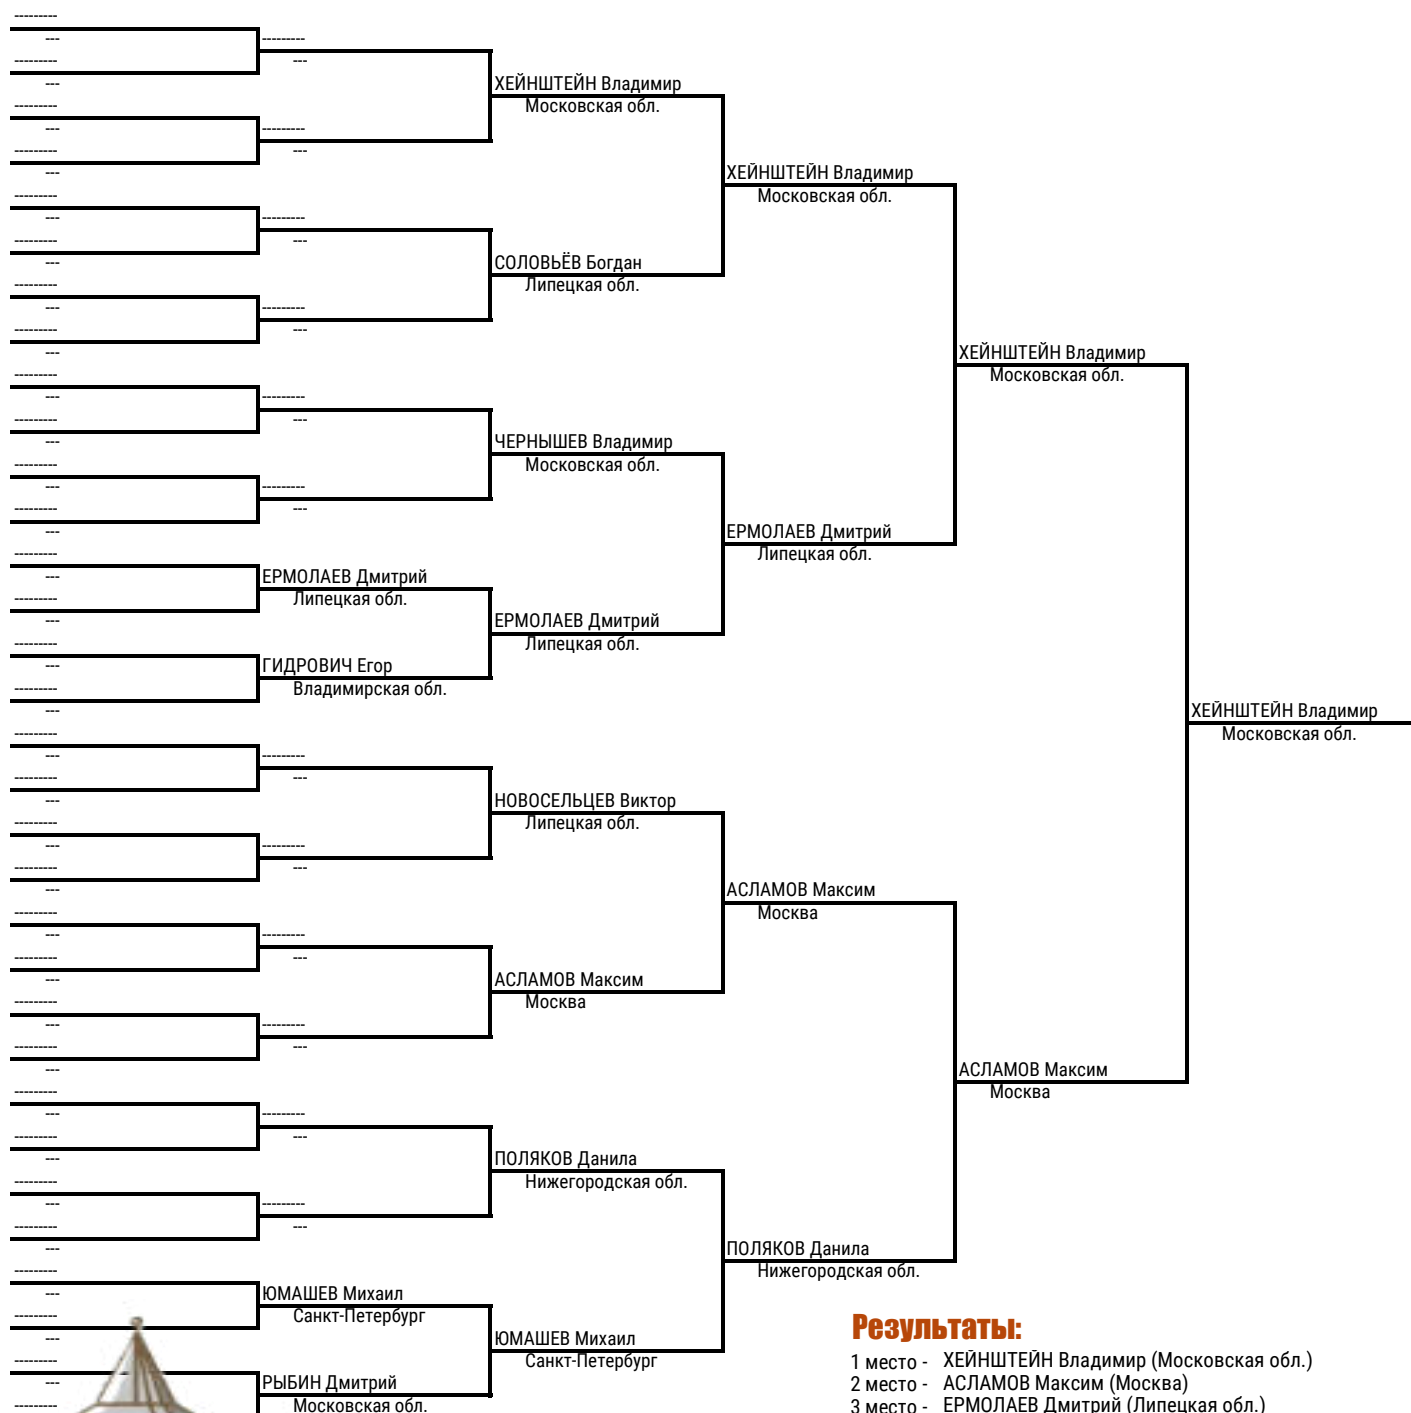 ---------
---
---------
---
---------
---
---------
---
---------
---
---------
---
---------
---
---------
---
---------
---
---------
---
---------
---
---------
---
---------
---
---------
---
---------
---
---------
---
---------
---
---------
---
---------
---
---------
---
---------
---
---------
---
---------
---
---------
---
---------
---
---------
---
---------
---
---------
---
---------
---
---------
---
---------
---
---------
---------
---
---------
---
---------
---
---------
---
---------
---
---------
---
ЕРМОЛАЕВ Дмитрий
Липецкая обл.
ГИДРОВИЧ Егор
Владимирская обл.
---------
---
---------
---
---------
---
---------
---
---------
---
---------
---
ЮМАШЕВ Михаил
Санкт-Петербург
РЫБИН Дмитрий
Московская обл.
ХЕЙНШТЕЙН Владимир
Московская обл.
СОЛОВЬЁВ Богдан
Липецкая обл.
ЧЕРНЫШЕВ Владимир
Московская обл.
ЕРМОЛАЕВ Дмитрий
Липецкая обл.
НОВОСЕЛЬЦЕВ Виктор
Липецкая обл.
АСЛАМОВ Максим
Москва
ПОЛЯКОВ Данила
Нижегородская обл.
ЮМАШЕВ Михаил
Санкт-Петербург
ХЕЙНШТЕЙН Владимир
Московская обл.
ЕРМОЛАЕВ Дмитрий
Липецкая обл.
АСЛАМОВ Максим
Москва
ПОЛЯКОВ Данила
Нижегородская обл.
ХЕЙНШТЕЙН Владимир
Московская обл.
АСЛАМОВ Максим
Москва
ХЕЙНШТЕЙН Владимир
Московская обл.
Результаты:
1 место - ХЕЙНШТЕЙН Владимир (Московская обл.)
2 место - АСЛАМОВ Максим (Москва)
3 место - ЕРМОЛАЕВ Дмитрий (Липецкая обл.)